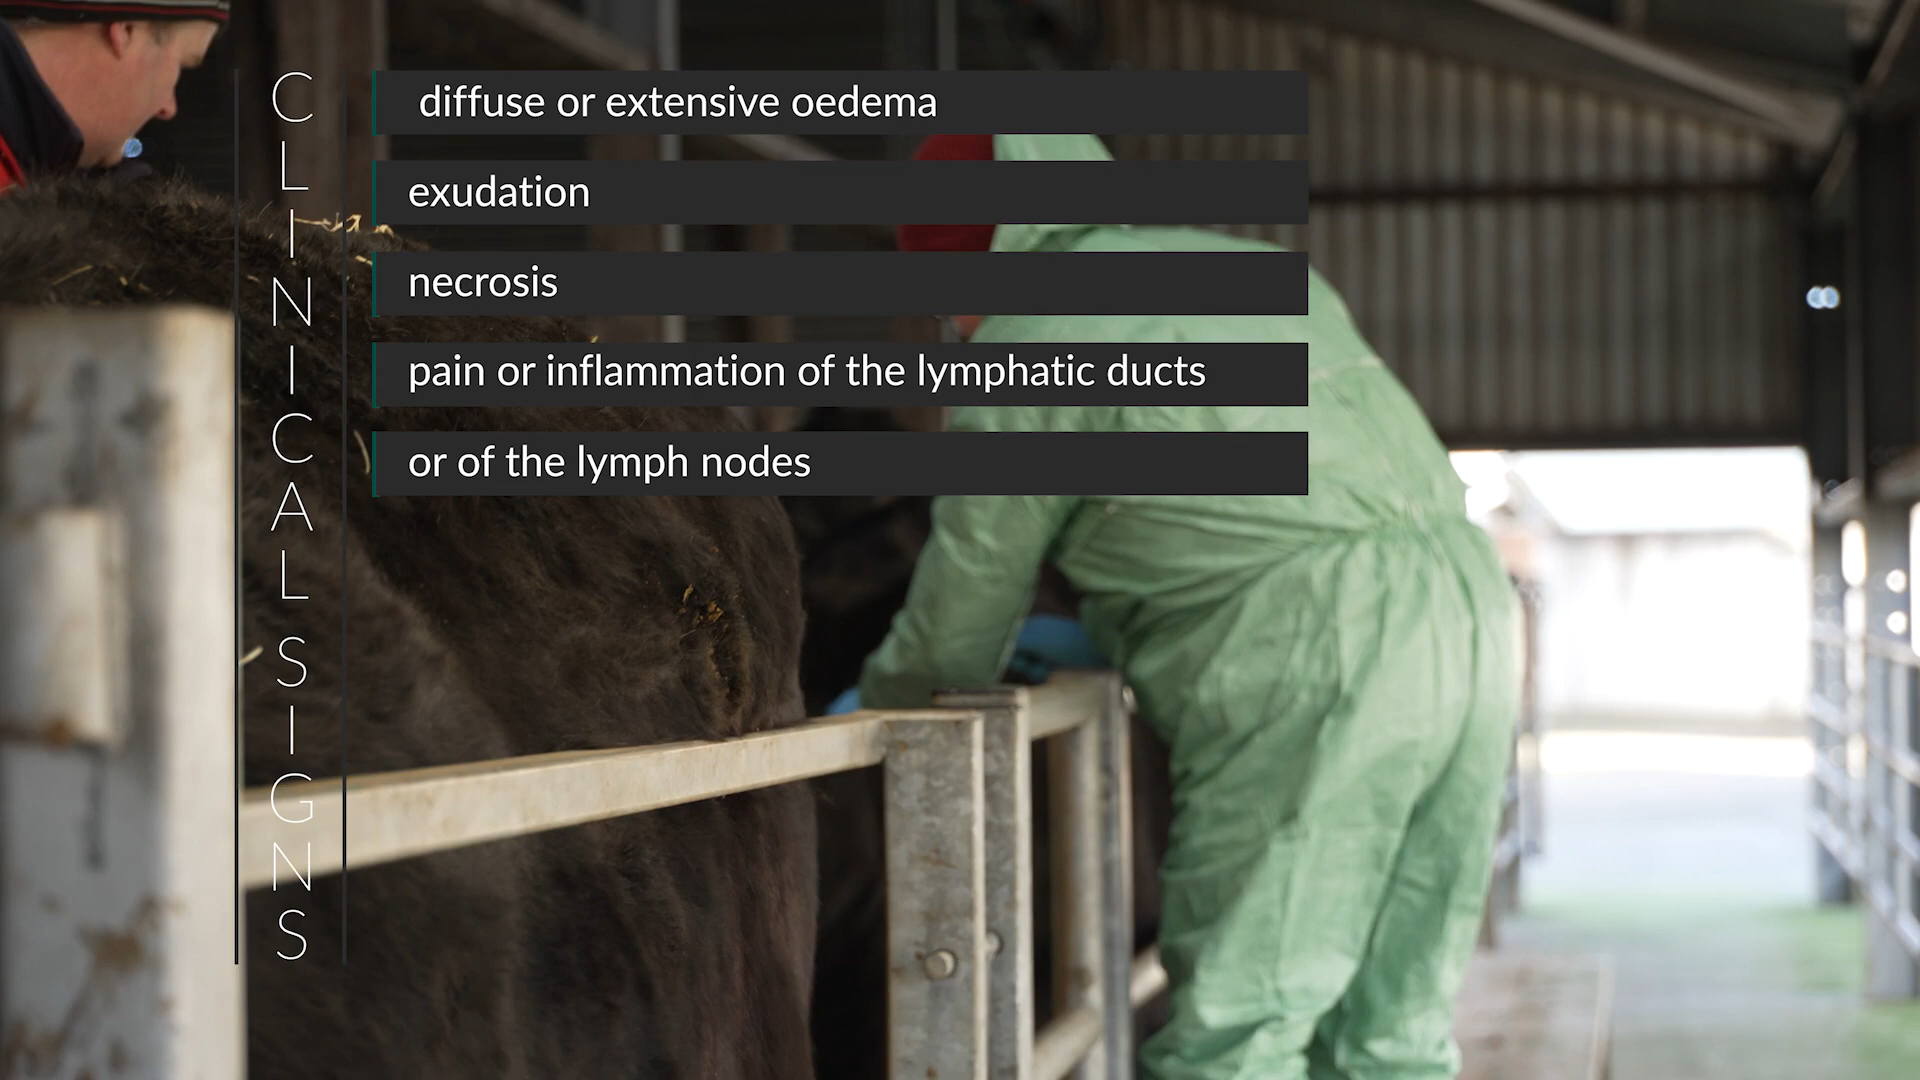 CLINICAL SIGNS
diffuse or extensive oedema
exudation
necrosis
pain or inflammation of the lymphatic ducts
or of the lymph nodes